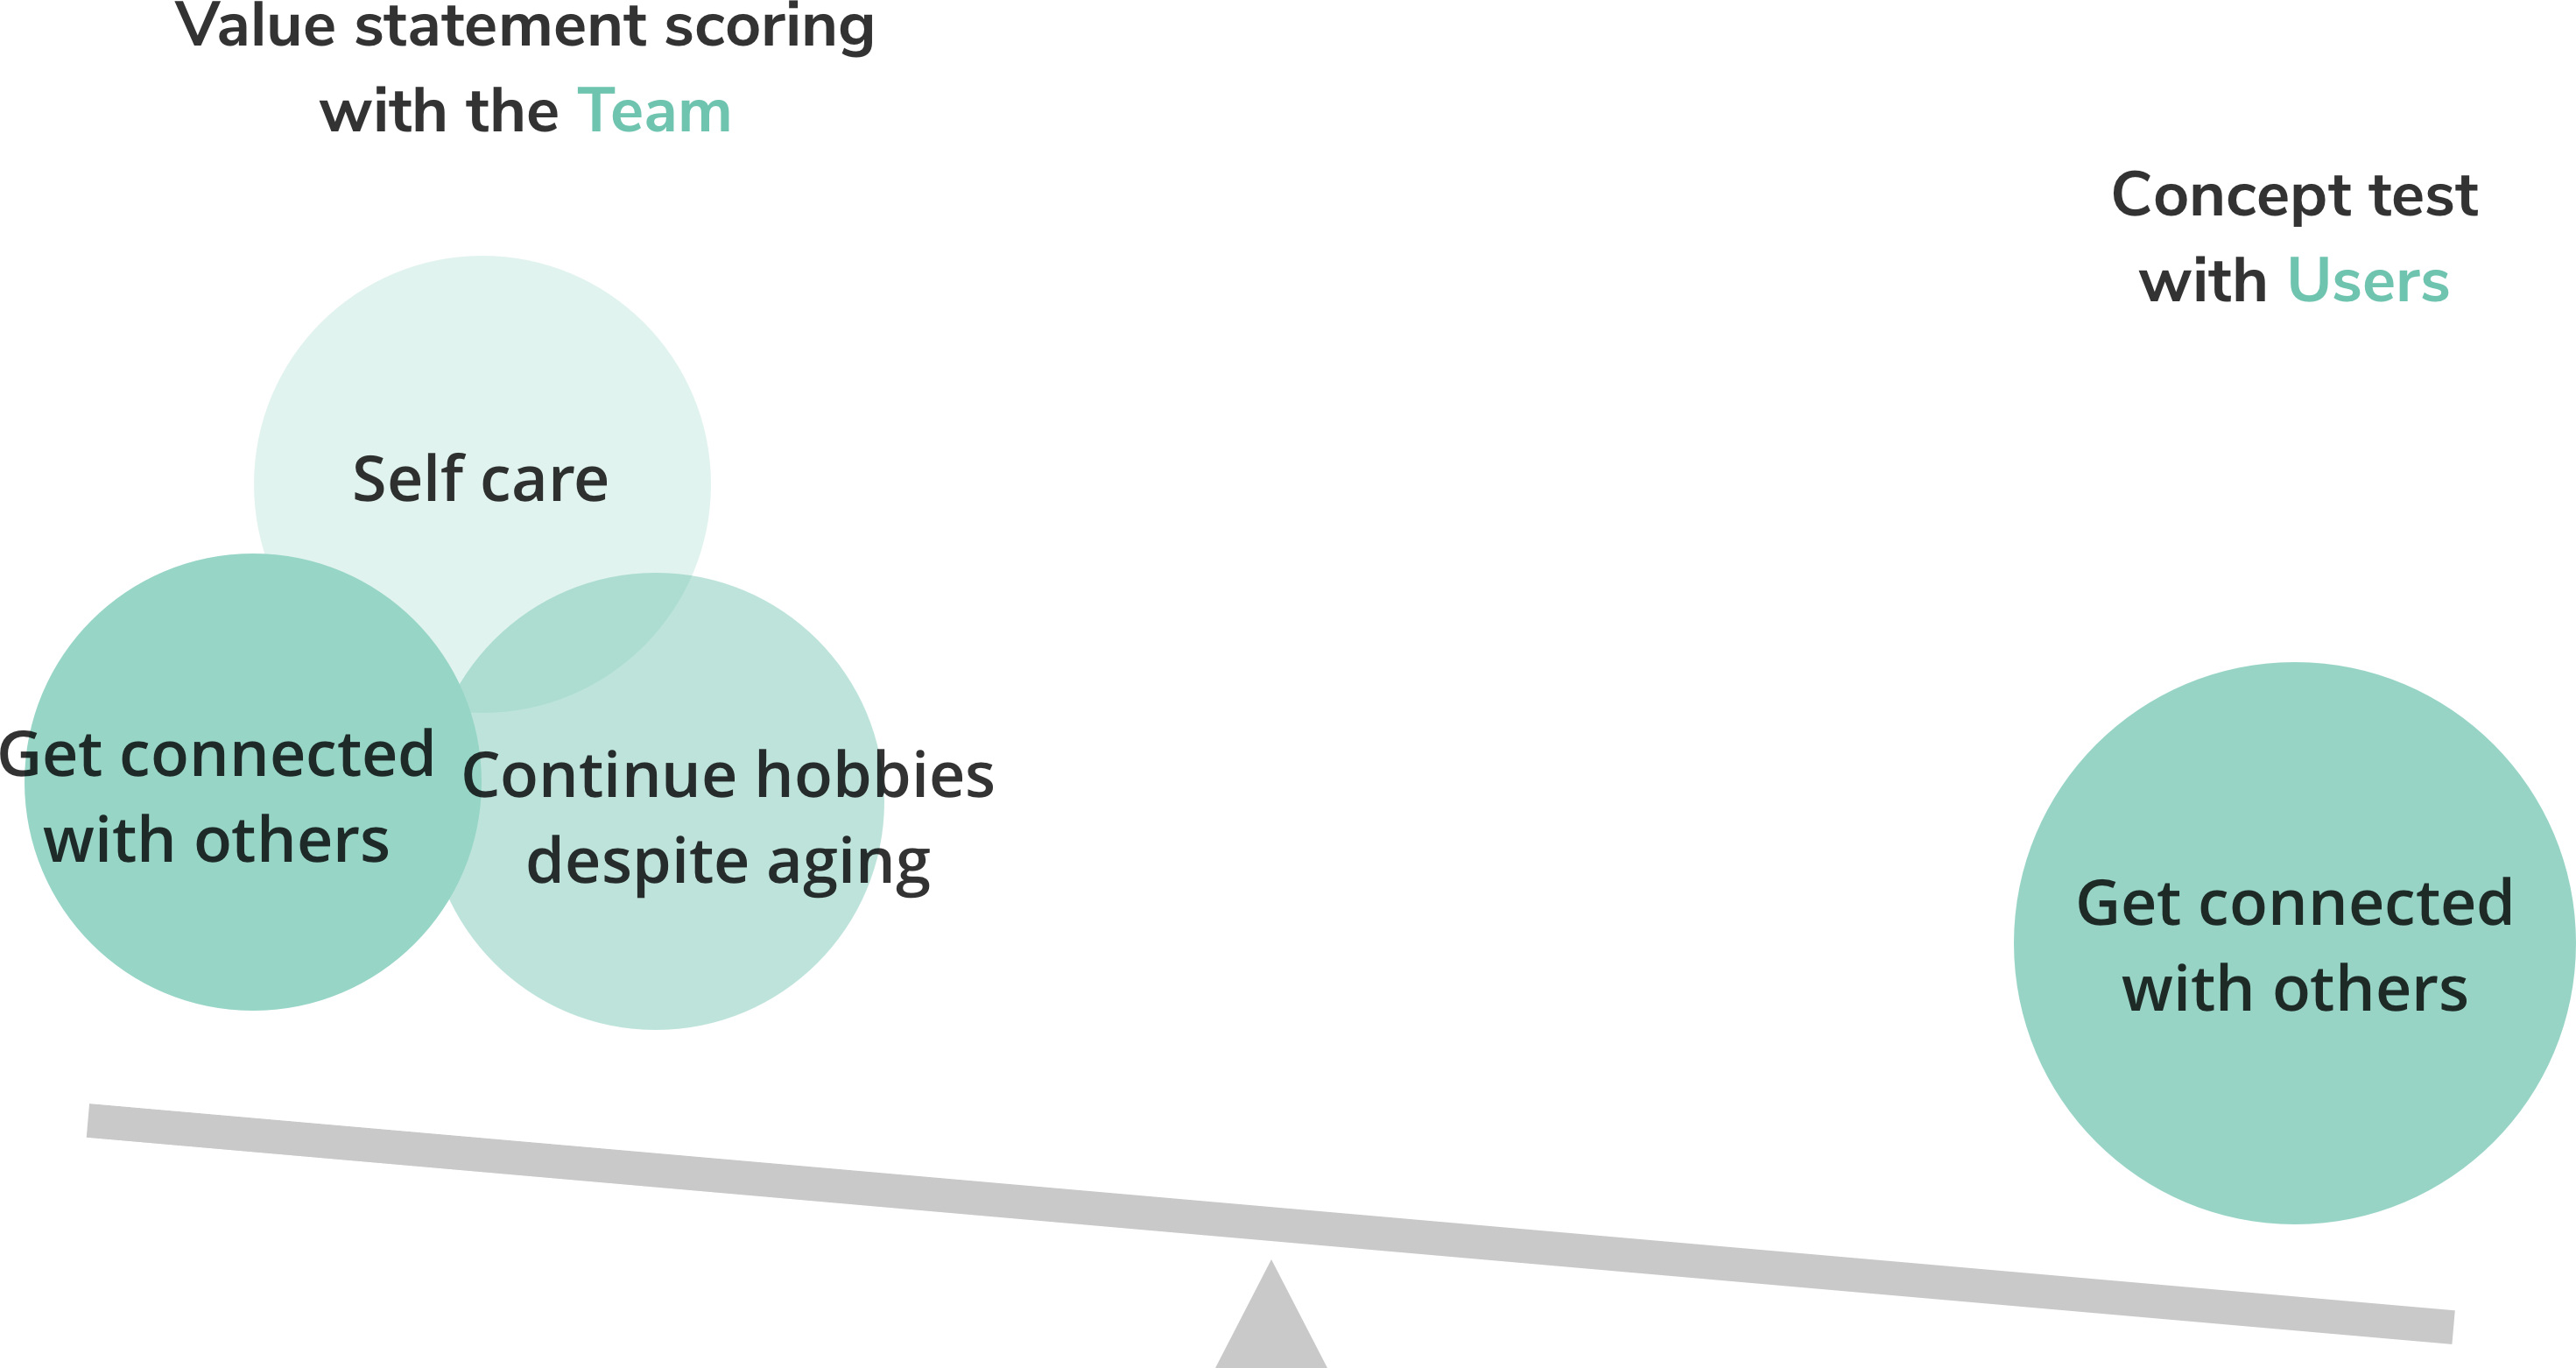 Value statement scoring
with the Team
Concept test
with Users
Self care
Get connected
with others
Continue hobbies
despite aging
Get connected
with others